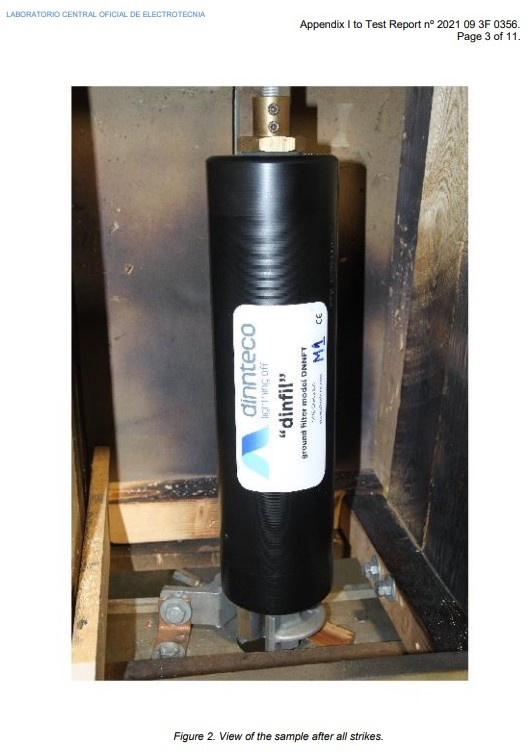 LABORATORIO CENTRAL OFICIAL DE ELECTROTECNIA
Appendix I to Test Report nº 2021 09 3F 0356.
Page 3 of 11.
dinnteco
lightning off
“dinfil”
ground filter model DNNFT
M1
CE
Figure 2. View of the sample after all strikes.